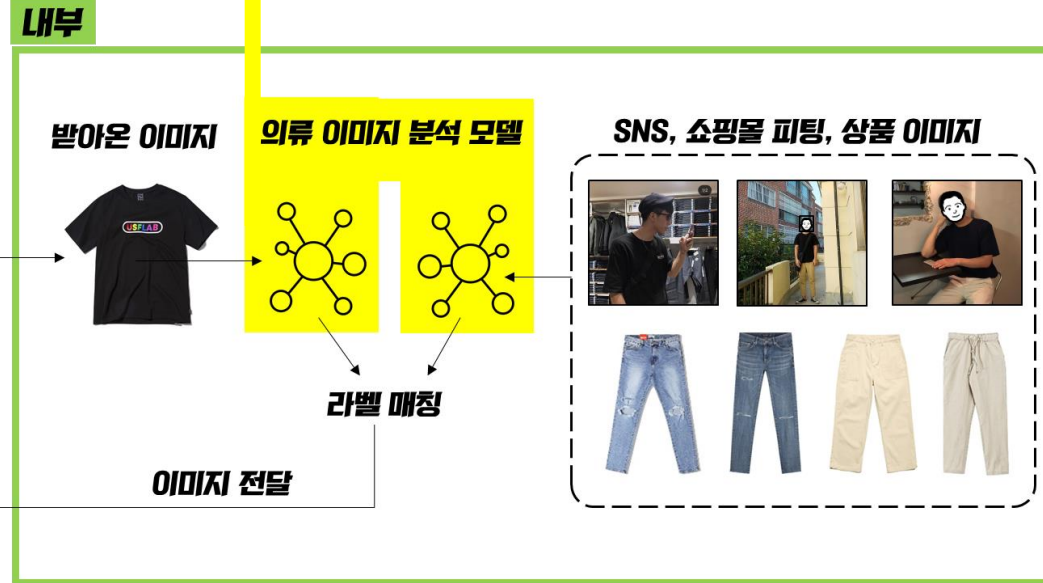 내부
받아온 이미지
의류 이미지 분석 모델
SNS, 쇼핑몰 피팅, 상품 이미지
USFLAB
라벨 매칭
이미지 전달